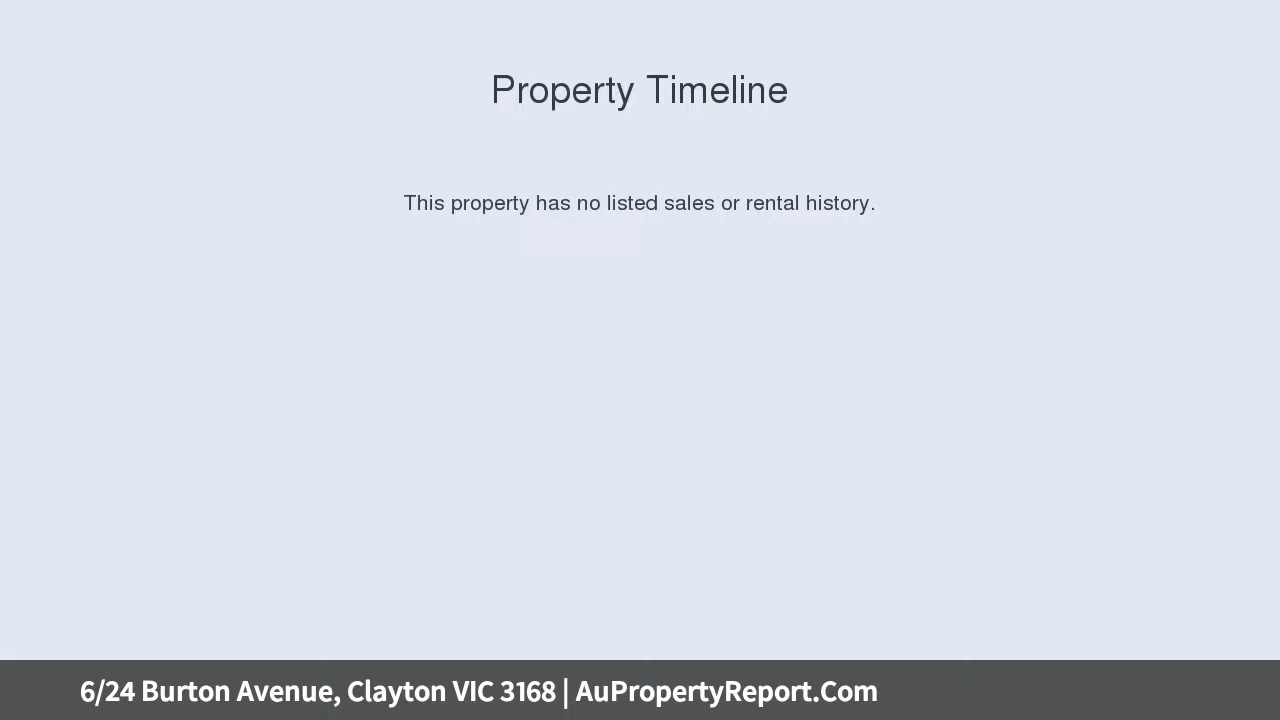 Property Timeline
This property has no listed sales or rental history.
6/24 Burton Avenue, Clayton VIC 3168 | AuPropertyReport.Com